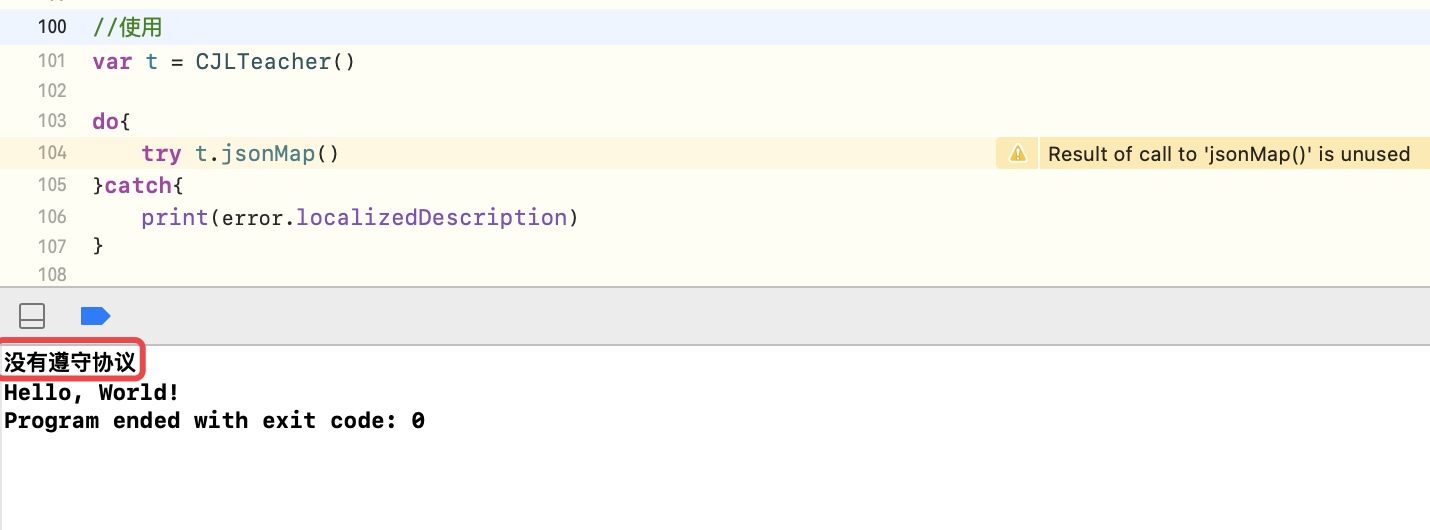 100 //使用
101 var t = CJLTeacher()
102
103 do{
104 try t.jsonMap() Result of call to 'jsonMap()' is unused
105 }catch{
106 print(error.localizedDescription)
107 }
108
没有遵守协议
Hello, World!
Program ended with exit code: 0